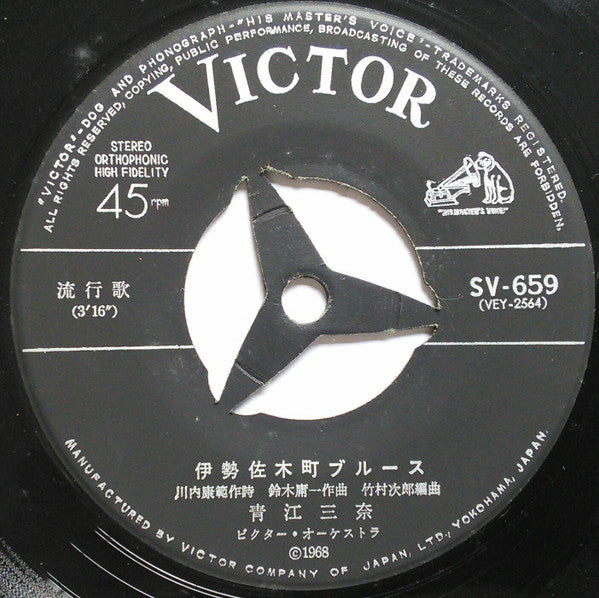 "VICTOR"-DOG AND PHONOGRAPH-"HIS MASTER'S VOICE"-TRADEMARKS REGISTERED.
ALL RIGHTS RESERVED, COPYING, PUBLIC PERFORMANCE, BROADCASTING OF THESE RECORDS ARE FORBIDDEN.
VICTOR
STEREO
ORTHOPHONIC
HIGH FIDELITY
45 rpm
"HIS MASTER'S VOICE"
流行歌
(3'16")
SV-659
(VEY-2564)
伊勢佐木町ブルース
川内康範作詩 鈴木庸一作曲 竹村次郎編曲
青江三奈
ビクター・オーケストラ
©1968
MANUFACTURED BY VICTOR COMPANY OF JAPAN, LTD., YOKOHAMA, JAPAN